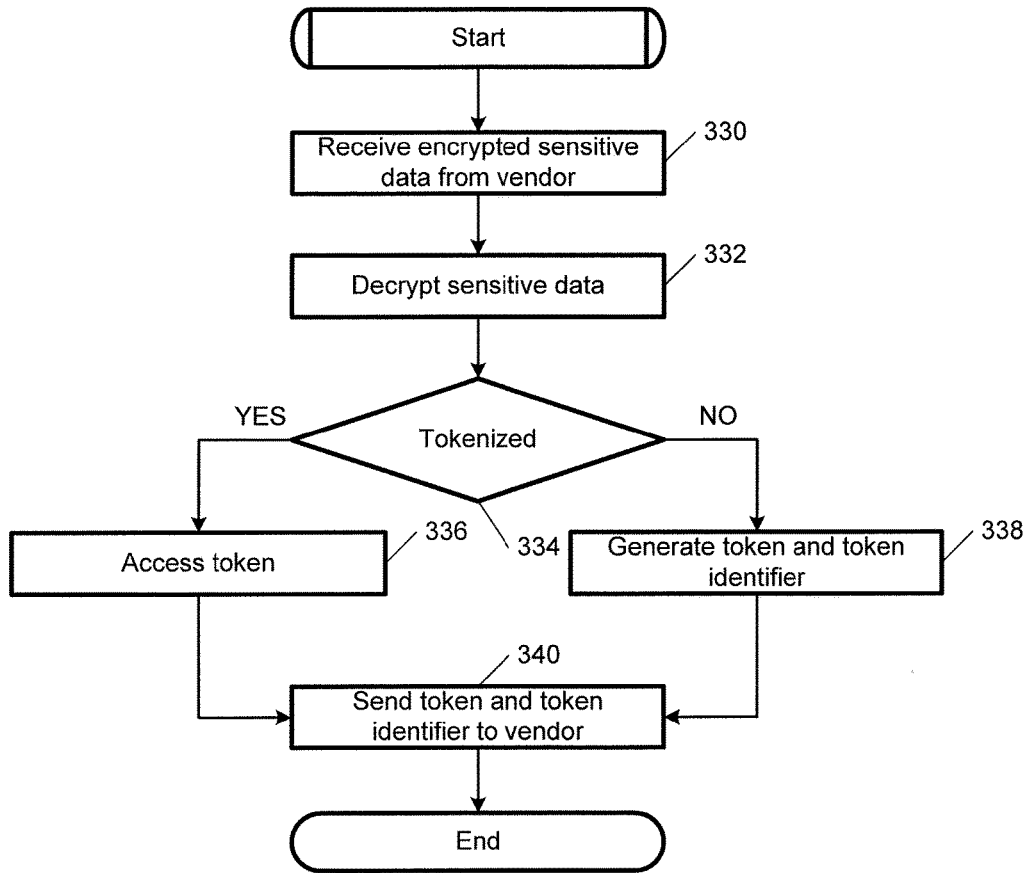 Start
330
Receive encrypted sensitive
data from vendor
332
Decrypt sensitive data
YES
NO
Tokenized
336
334
338
Access token
Generate token and token
identifier
340
Send token and token
identifier to vendor
End